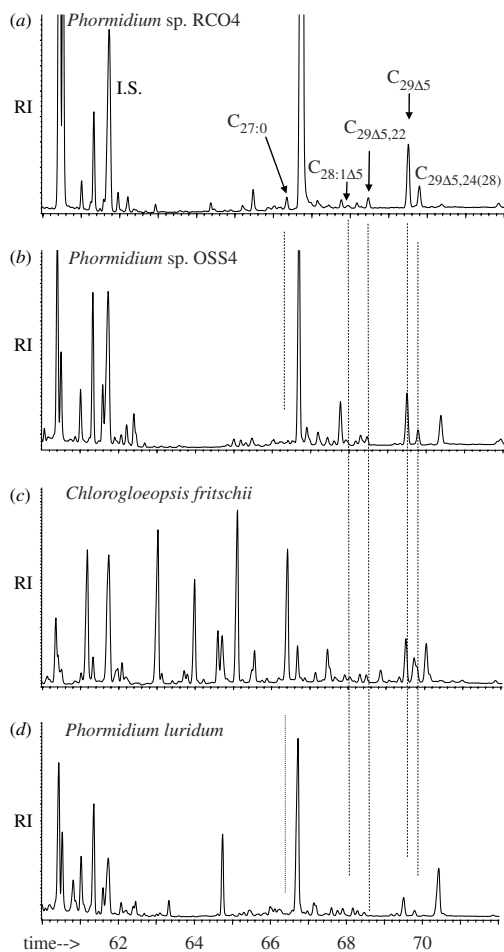 (a) Phormidium sp. RCO4
RI
I.S.
C27:0
C28:1Δ5
C29Δ5,22
C29Δ5
C29Δ5,24(28)
(b) Phormidium sp. OSS4
RI
(c) Chlorogloeopsis fritschii
RI
(d) Phormidium luridum
RI
time--> 62 64 66 68 70